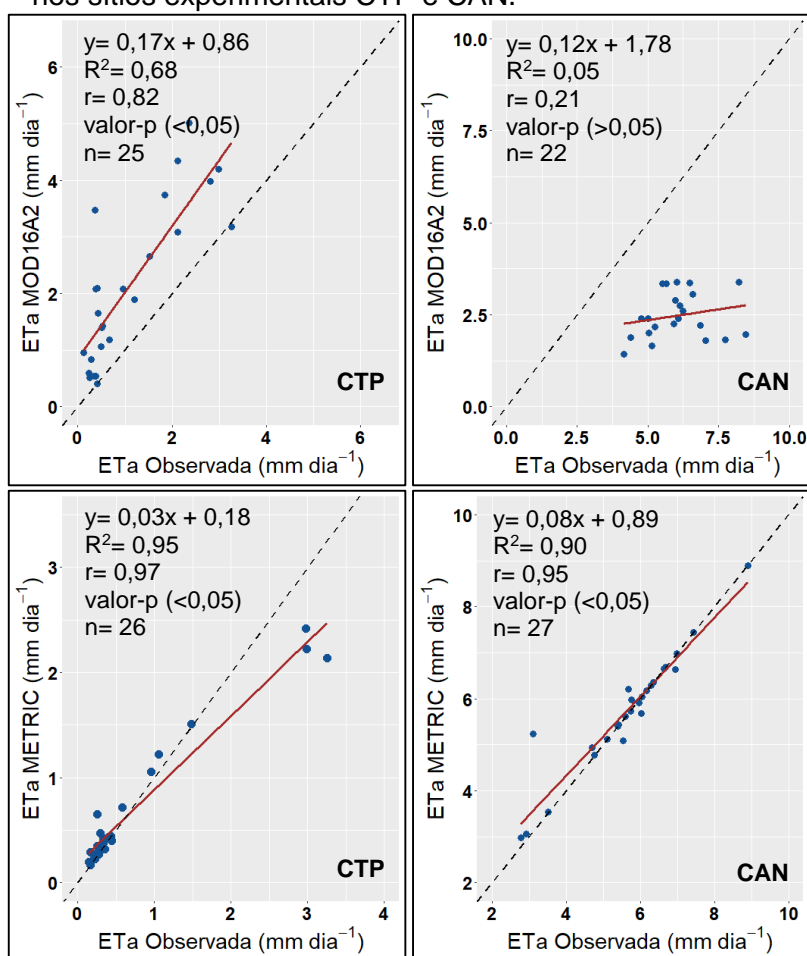 nos sítios experimentais CTP e CAN.
y= 0,17x + 0,86
R²= 0,68
r= 0,82
valor-p (<0,05)
n= 25
6
4
2
0
ETa MOD16A2 (mm dia⁻¹)
CTP
0 2 4 6
ETa Observada (mm dia⁻¹)
y= 0,12x + 1,78
R²= 0,05
r= 0,21
valor-p (>0,05)
n= 22
10.0
7.5
5.0
2.5
0.0
ETa MOD16A2 (mm dia⁻¹)
CAN
0.0 2.5 5.0 7.5 10.0
ETa Observada (mm dia⁻¹)
y= 0,03x + 0,18
R²= 0,95
r= 0,97
valor-p (<0,05)
n= 26
3
2
1
0
ETa METRIC (mm dia⁻¹)
CTP
0 1 2 3 4
ETa Observada (mm dia⁻¹)
y= 0,08x + 0,89
R²= 0,90
r= 0,95
valor-p (<0,05)
n= 27
10
8
6
4
2
ETa METRIC (mm dia⁻¹)
CAN
2 4 6 8 10
ETa Observada (mm dia⁻¹)